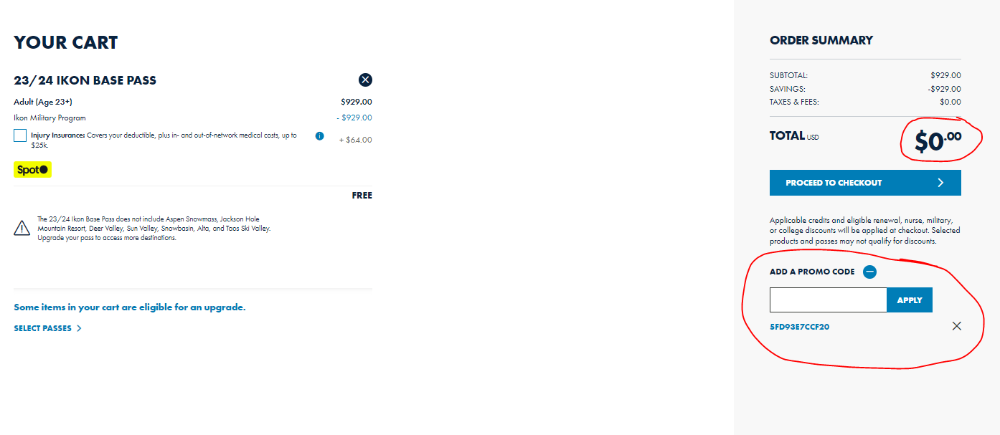 YOUR CART
23/24 IKON BASE PASS
Adult (Age 23+) $929.00
Ikon Military Program - $929.00
Injury Insurance: Covers your deductible, plus in- and out-of-network medical costs, up to
$25k.
i + $64.00
Spot
FREE
The 23/24 Ikon Base Pass does not include Aspen Snowmass, Jackson Hole
Mountain Resort, Deer Valley, Sun Valley, Snowbasin, Alta, and Taos Ski Valley.
Upgrade your pass to access more destinations.
Some items in your cart are eligible for an upgrade.
SELECT PASSES
ORDER SUMMARY
SUBTOTAL: $929.00
SAVINGS: -$929.00
TAXES & FEES: $0.00
TOTAL USD $0.00
PROCEED TO CHECKOUT
Applicable credits and eligible renewal, nurse, military,
or college discounts will be applied at checkout. Selected
products and passes may not qualify for discounts.
ADD A PROMO CODE
APPLY
5FD93E7CCF20